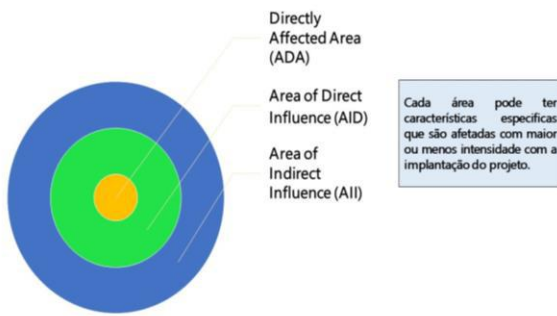 Directly
Affected Area
(ADA)
Area of Direct
Influence (AID)
Area of
Indirect
Influence (AII)
Cada área pode ter
características especificas
que são afetadas com maior
ou menos intensidade com a
implantação do projeto.